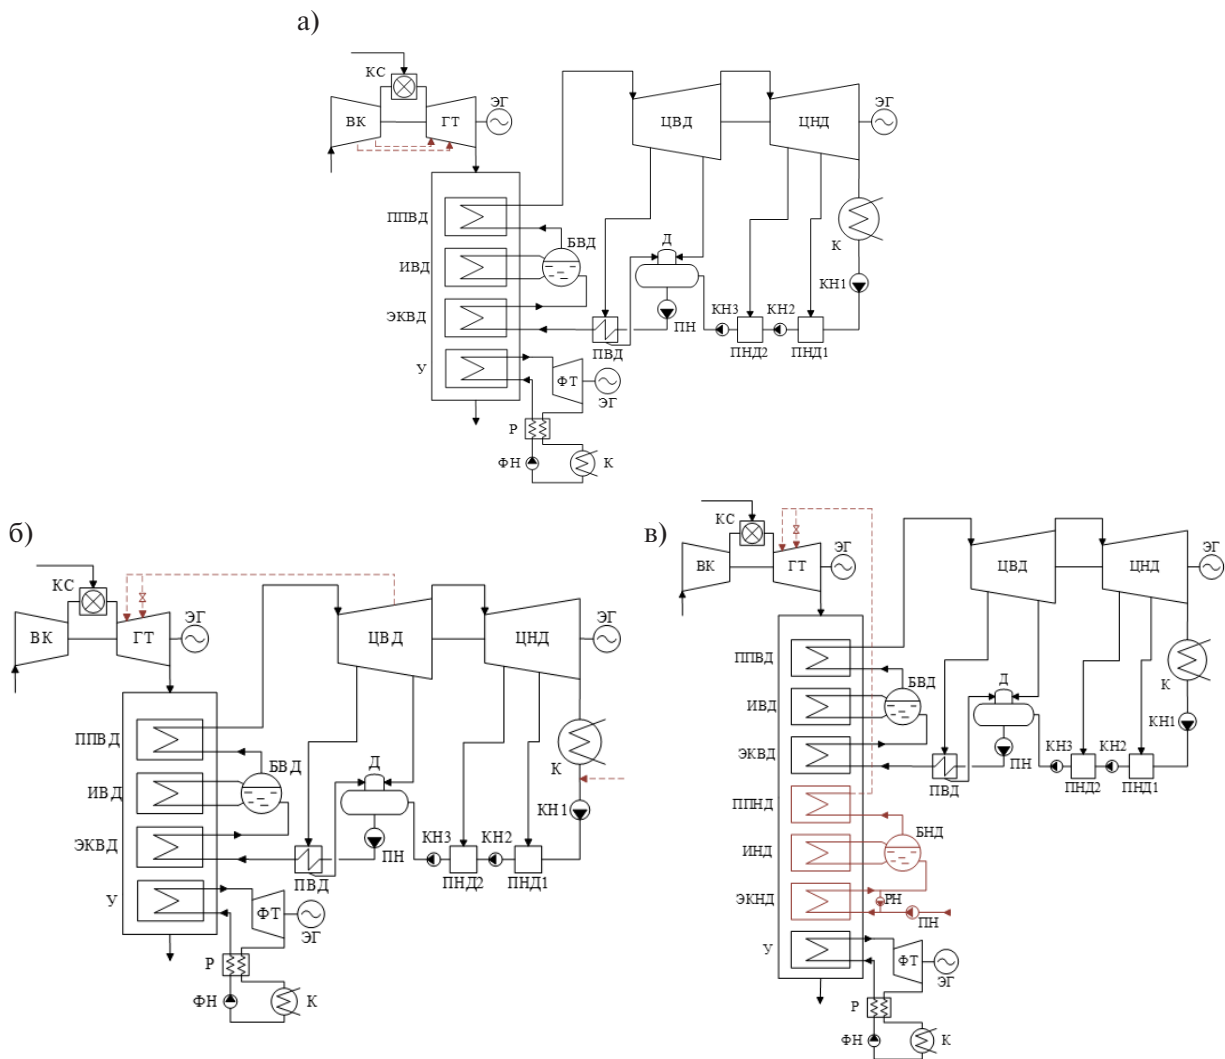 а)
КС
ЭГ
ЭГ
ВК
ГТ
ЦВД
ЦНД
ППВД
БВД
Д
К
ИВД
КН1
ЭКВД
КН3
КН2
ПН
ПВД
ПНД2
ПНД1
У
ФТ
ЭГ
Р
ФН
К
б)
КС
ЭГ
ЭГ
ВК
ГТ
ЦВД
ЦНД
ППВД
БВД
Д
К
ИВД
КН1
ЭКВД
КН3
КН2
ПН
ПВД
ПНД2
ПНД1
У
ФТ
ЭГ
Р
ФН
К
в)
КС
ЭГ
ЭГ
ВК
ГТ
ЦВД
ЦНД
ППВД
БВД
Д
К
ИВД
КН1
ЭКВД
КН3
КН2
ПН
ПВД
ПНД2
ПНД1
ППНД
БНД
ИНД
ЭКНД
РН
ПН
У
ФТ
ЭГ
Р
ФН
К